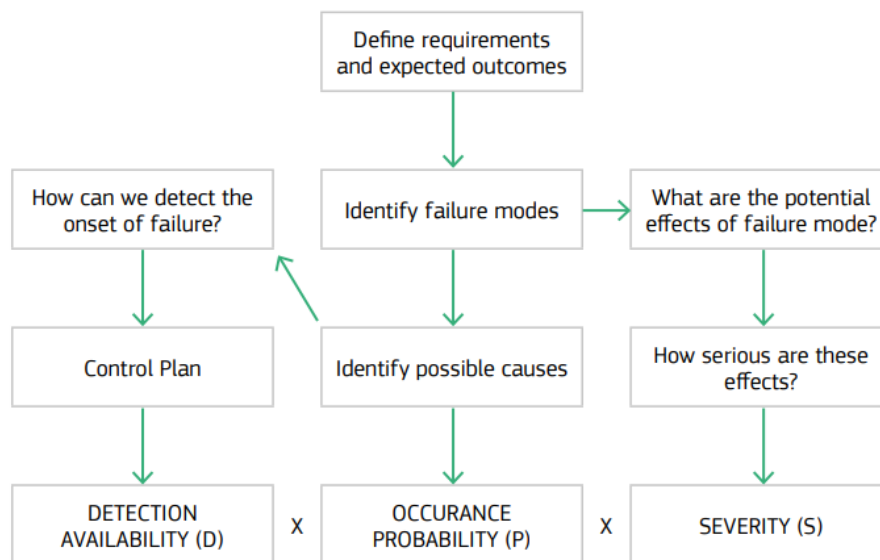 Define requirements
and expected outcomes
How can we detect the
onset of failure?
Identify failure modes
What are the potential
effects of failure mode?
Control Plan
Identify possible causes
How serious are these
effects?
DETECTION
AVAILABILITY (D)
X
OCCURANCE
PROBABILITY (P)
X
SEVERITY (S)